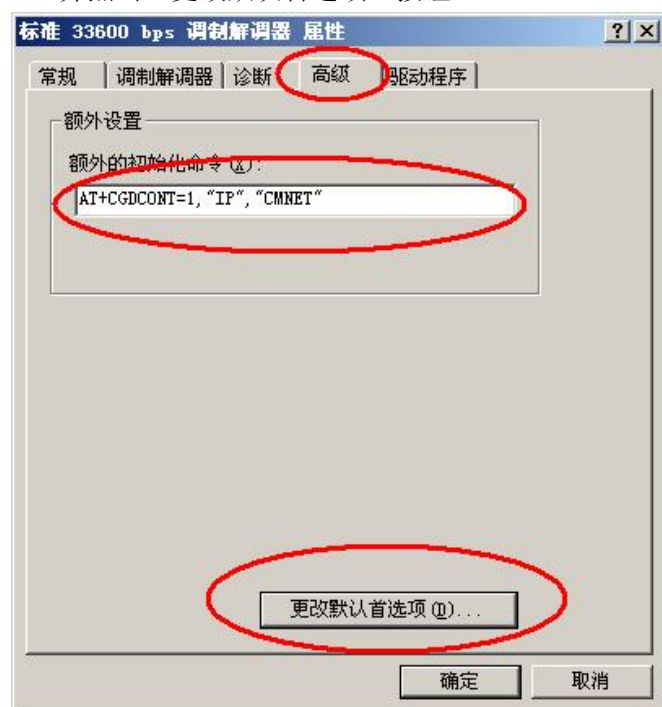 标准 33600 bps 调制解调器 属性
常规 调制解调器 诊断 高级 驱动程序
额外设置
额外的初始化命令(X):
AT+CGDCONT=1,"IP","CMNET"
更改默认首选项(D)...
确定 取消